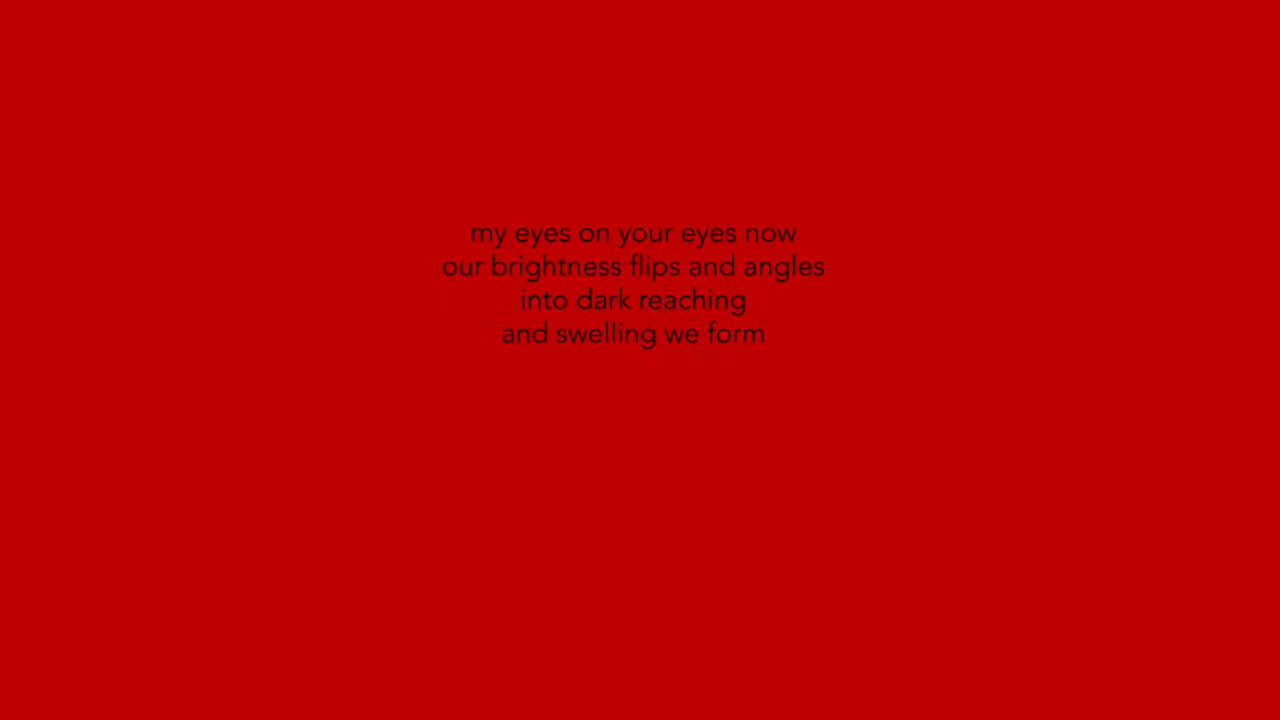 my eyes on your eyes now
our brightness flips and angles
into dark reaching
and swelling we form